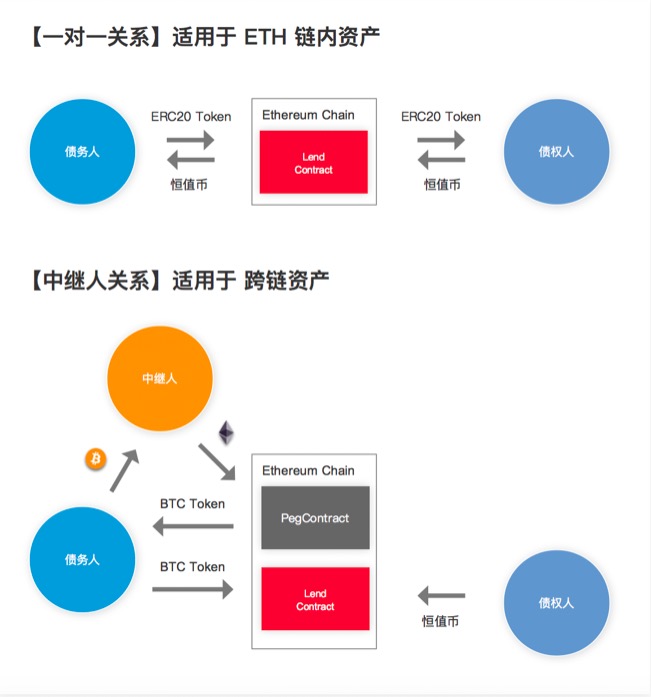 【一对一关系】适用于 ETH 链内资产
债务人
ERC20 Token
恒值币
Ethereum Chain
Lend
Contract
ERC20 Token
恒值币
债权人
【中继人关系】适用于 跨链资产
中继人
债务人
BTC Token
BTC Token
Ethereum Chain
PegContract
Lend
Contract
恒值币
债权人